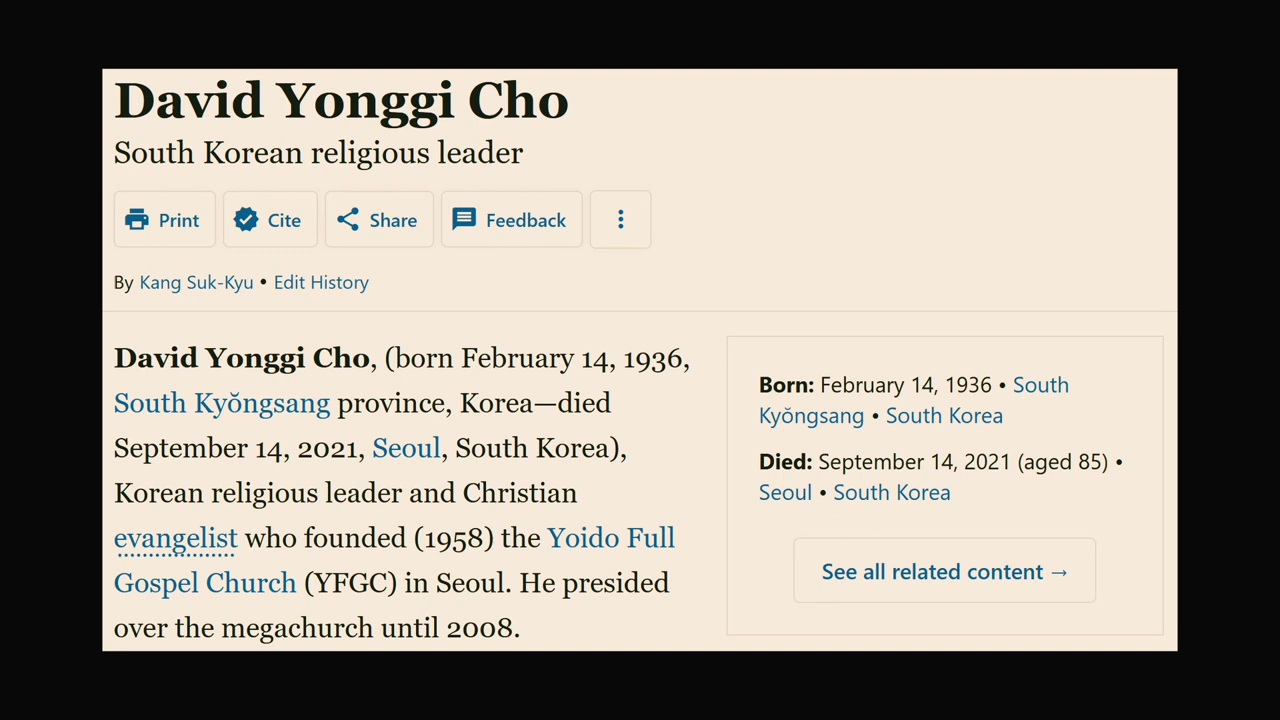 David Yonggi Cho
South Korean religious leader
Print Cite Share Feedback
By Kang Suk-Kyu • Edit History
David Yonggi Cho, (born February 14, 1936,
South Kyŏngsang province, Korea—died
September 14, 2021, Seoul, South Korea),
Korean religious leader and Christian
evangelist who founded (1958) the Yoido Full
Gospel Church (YFGC) in Seoul. He presided
over the megachurch until 2008.
Born: February 14, 1936 • South
Kyŏngsang • South Korea
Died: September 14, 2021 (aged 85) •
Seoul • South Korea
See all related content →